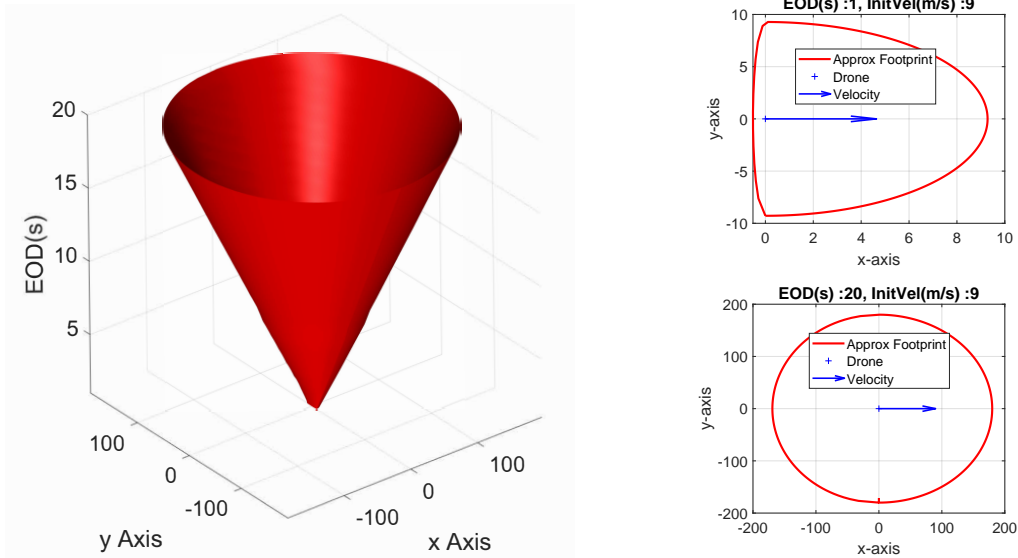 20
15
10
5
EOD(s)
100
0
-100
y Axis
-100
0
100
x Axis
EOD(s) :1, InitVel(m/s) :9
10
5
0
-5
-10
y-axis
Approx Footprint
Drone
Velocity
0 2 4 6 8 10
x-axis
EOD(s) :20, InitVel(m/s) :9
200
100
0
-100
-200
y-axis
Approx Footprint
Drone
Velocity
-200 -100 0 100 200
x-axis